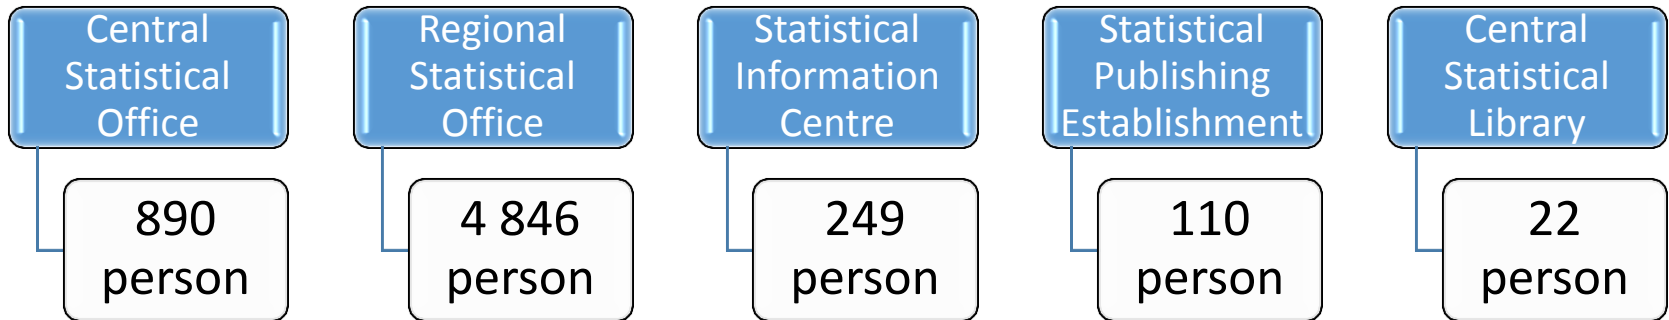 Central
Statistical
Office
890
person
Regional
Statistical
Office
4 846
person
Statistical
Information
Centre
249
person
Statistical
Publishing
Establishment
110
person
Central
Statistical
Library
22
person